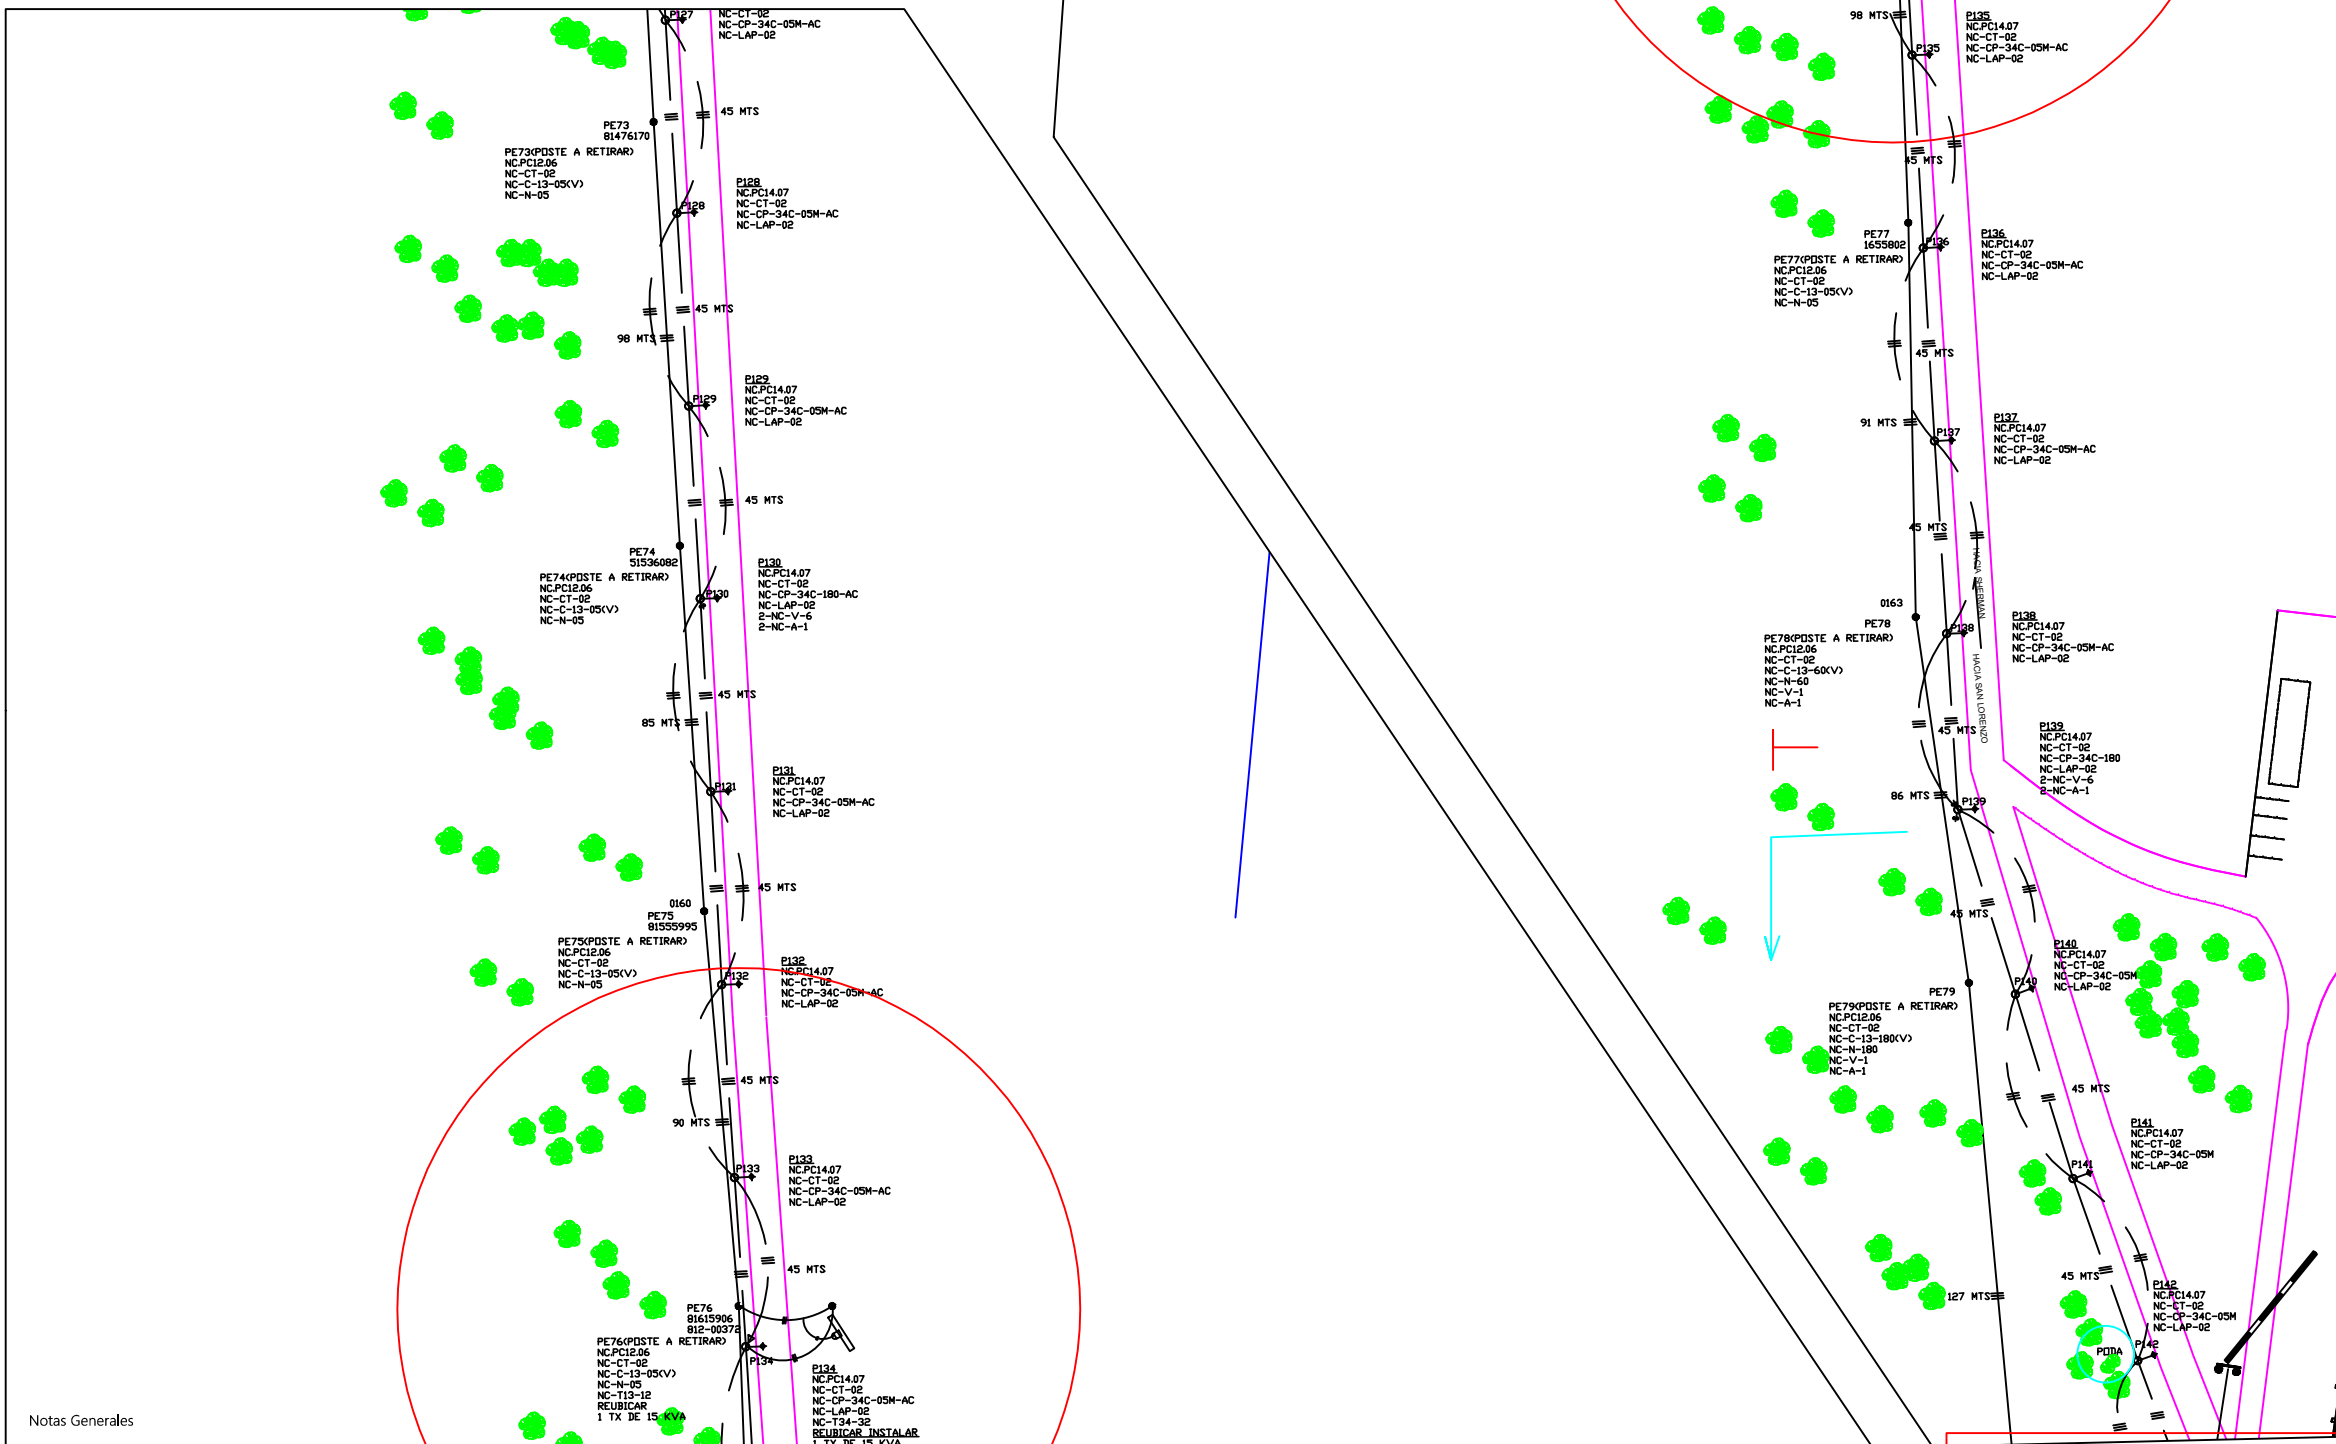 P127
NC-CT-02
NC-CP-34C-05M-AC
NC-LAP-02
45 MTS
PE73
81476170
PE73(POSTE A RETIRAR)
NC.PC12.06
NC-CT-02
NC-C-13-05(V)
NC-N-05
P128
NC.PC14.07
NC-CT-02
NC-CP-34C-05M-AC
NC-LAP-02
P128
45 MTS
98 MTS
P129
NC.PC14.07
NC-CT-02
NC-CP-34C-05M-AC
NC-LAP-02
P129
45 MTS
PE74
51536082
PE74(POSTE A RETIRAR)
NC.PC12.06
NC-CT-02
NC-C-13-05(V)
NC-N-05
P130
NC.PC14.07
NC-CT-02
NC-CP-34C-180-AC
NC-LAP-02
2-NC-V-6
2-NC-A-1
P130
45 MTS
85 MTS
P131
NC.PC14.07
NC-CT-02
NC-CP-34C-05M-AC
NC-LAP-02
P131
45 MTS
0160
PE75
81555995
PE75(POSTE A RETIRAR)
NC.PC12.06
NC-CT-02
NC-C-13-05(V)
NC-N-05
P132
NC.PC14.07
NC-CT-02
NC-CP-34C-05M-AC
NC-LAP-02
P132
45 MTS
90 MTS
P133
NC.PC14.07
NC-CT-02
NC-CP-34C-05M-AC
NC-LAP-02
P133
45 MTS
PE76
81615906
812-00372
PE76(POSTE A RETIRAR)
NC.PC12.06
NC-CT-02
NC-C-13-05(V)
NC-N-05
NC-T13-12
REUBICAR
1 TX DE 15 KVA
P134
P134
NC.PC14.07
NC-CT-02
NC-CP-34C-05M-AC
NC-LAP-02
NC-T34-32
REUBICAR INSTALAR
1 TX DE 15 KVA
Notas Generales
98 MTS
P135
NC.PC14.07
NC-CT-02
NC-CP-34C-05M-AC
NC-LAP-02
P135
45 MTS
PE77
1655802
PE77(POSTE A RETIRAR)
NC.PC12.06
NC-CT-02
NC-C-13-05(V)
NC-N-05
P136
NC.PC14.07
NC-CT-02
NC-CP-34C-05M-AC
NC-LAP-02
P136
45 MTS
91 MTS
P137
NC.PC14.07
NC-CT-02
NC-CP-34C-05M-AC
NC-LAP-02
P137
45 MTS
HACIA SHERMAN
HACIA SAN LORENZO
0163
PE78
PE78(POSTE A RETIRAR)
NC.PC12.06
NC-CT-02
NC-C-13-60(V)
NC-N-60
NC-V-1
NC-A-1
P138
NC.PC14.07
NC-CT-02
NC-CP-34C-05M-AC
NC-LAP-02
P138
45 MTS
86 MTS
P139
NC.PC14.07
NC-CT-02
NC-CP-34C-180
NC-LAP-02
2-NC-V-6
2-NC-A-1
P139
45 MTS
PE79
PE79(POSTE A RETIRAR)
NC.PC12.06
NC-CT-02
NC-C-13-180(V)
NC-N-180
NC-V-1
NC-A-1
P140
NC.PC14.07
NC-CT-02
NC-CP-34C-05M
NC-LAP-02
P140
45 MTS
P141
NC.PC14.07
NC-CT-02
NC-CP-34C-05M
NC-LAP-02
P141
45 MTS
127 MTS
P142
NC.PC14.07
NC-CT-02
NC-CP-34C-05M
NC-LAP-02
P142
PODA